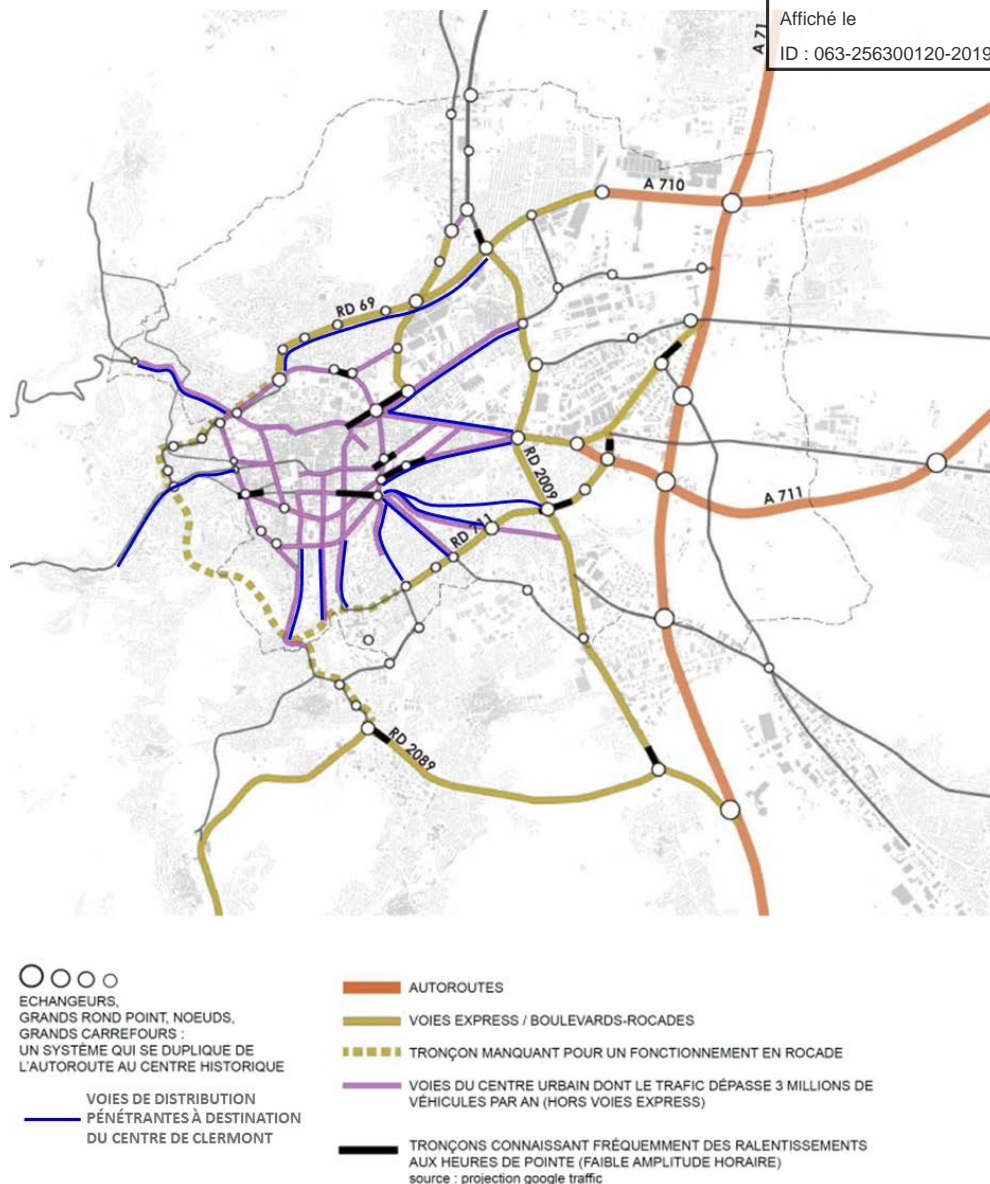 Affiché le
ID : 063-256300120-2019
A 71
A 710
RD 69
RD 2009
A 711
RD 711
RD 2089
ECHANGEURS,
GRANDS ROND POINT, NOEUDS,
GRANDS CARREFOURS :
UN SYSTÈME QUI SE DUPLIQUE DE
L'AUTOROUTE AU CENTRE HISTORIQUE
VOIES DE DISTRIBUTION
PÉNÉTRANTES À DESTINATION
DU CENTRE DE CLERMONT
AUTOROUTES
VOIES EXPRESS / BOULEVARDS-ROCADES
TRONÇON MANQUANT POUR UN FONCTIONNEMENT EN ROCADE
VOIES DU CENTRE URBAIN DONT LE TRAFIC DÉPASSE 3 MILLIONS DE
VÉHICULES PAR AN (HORS VOIES EXPRESS)
TRONÇONS CONNAISSANT FRÉQUEMMENT DES RALENTISSEMENTS
AUX HEURES DE POINTE (FAIBLE AMPLITUDE HORAIRE)
source : projection google traffic